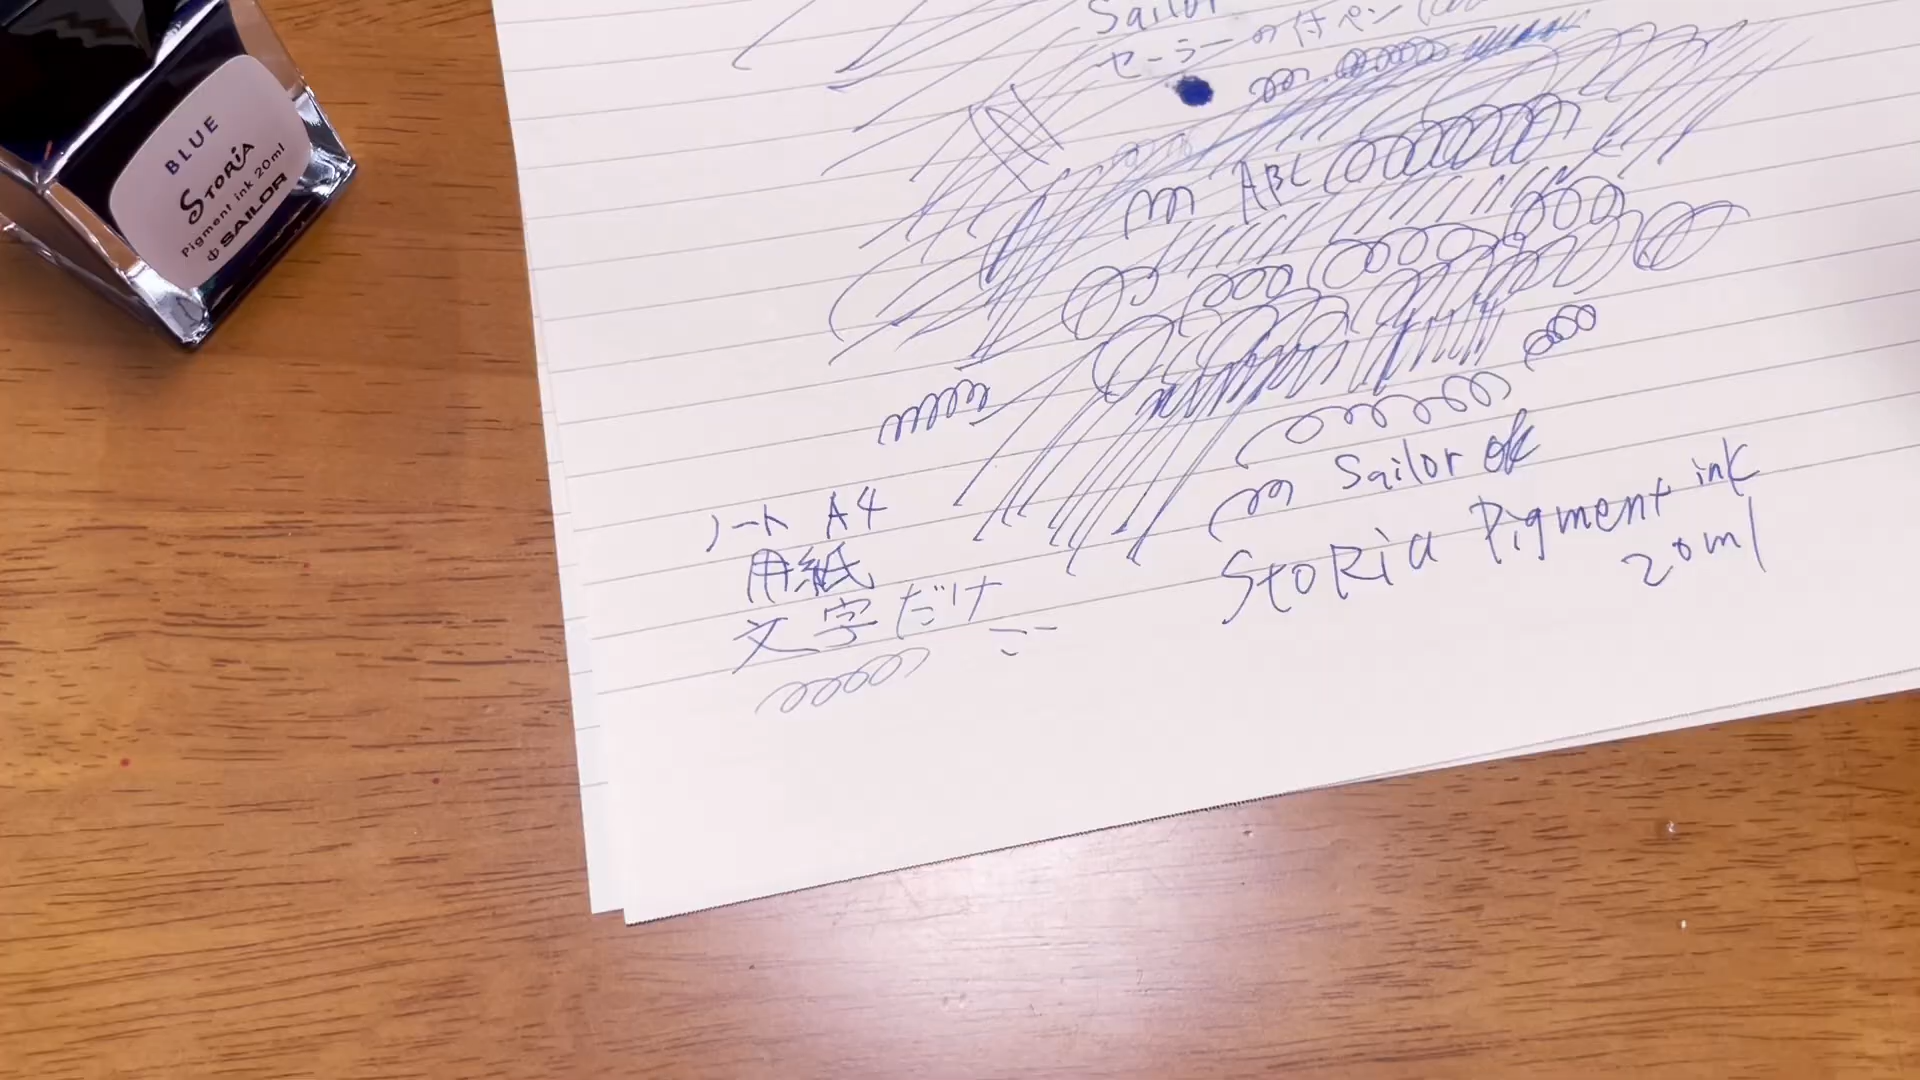 BLUE
STORiA
Pigment ink 20ml
SAILOR
Sailor
セーラーの付ペン
ABC
Sailor ok
StoRia Pigment ink
20ml
ノート A4
用紙
文字だけ